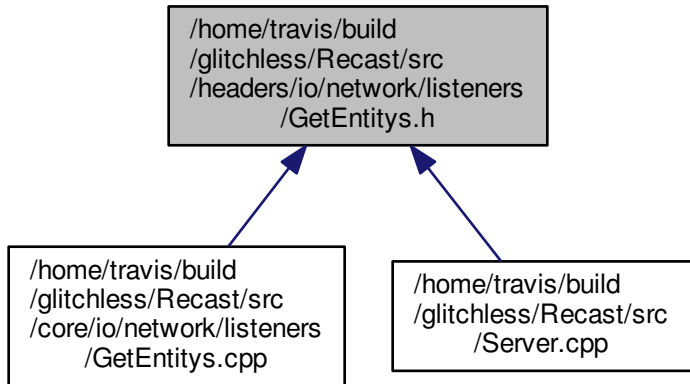 /home/travis/build
/glitchless/Recast/src
/headers/io/network/listeners
/GetEntitys.h
/home/travis/build
/glitchless/Recast/src
/core/io/network/listeners
/GetEntitys.cpp
/home/travis/build
/glitchless/Recast/src
/Server.cpp